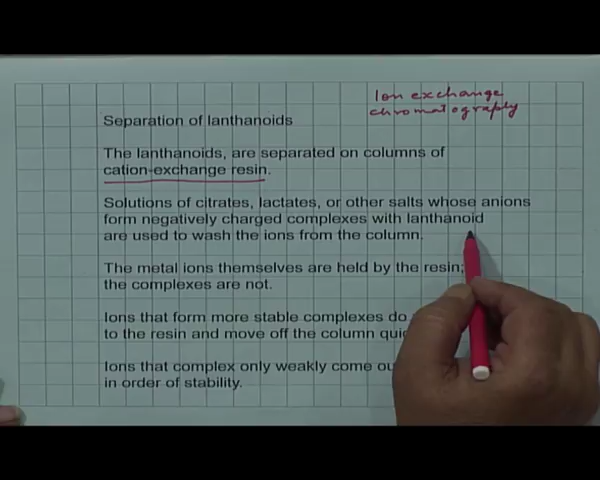 Ion exchange
chromatography
Separation of lanthanoids
The lanthanoids, are separated on columns of
cation-exchange resin.
Solutions of citrates, lactates, or other salts whose anions
form negatively charged complexes with lanthanoid
are used to wash the ions from the column.
The metal ions themselves are held by the resin;
the complexes are not.
Ions that form more stable complexes do
to the resin and move off the column
Ions that complex only weakly come
in order of stability.